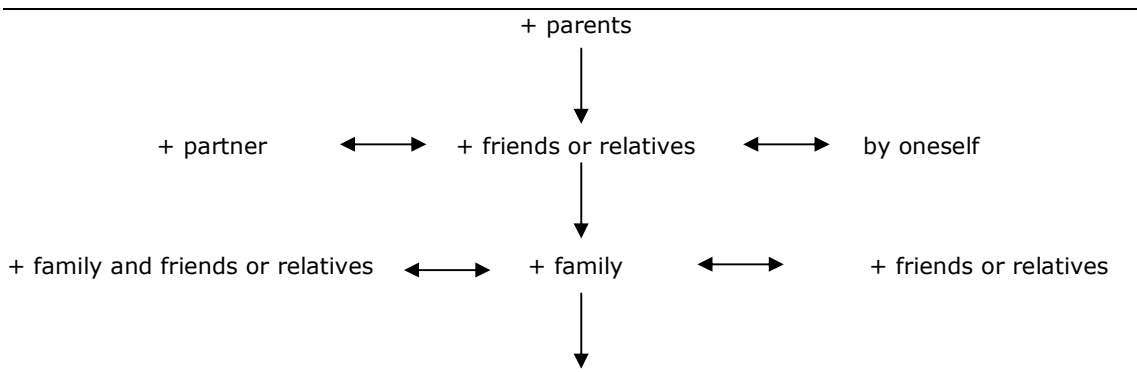 + parents
+ partner + friends or relatives by oneself
+ family and friends or relatives + family + friends or relatives